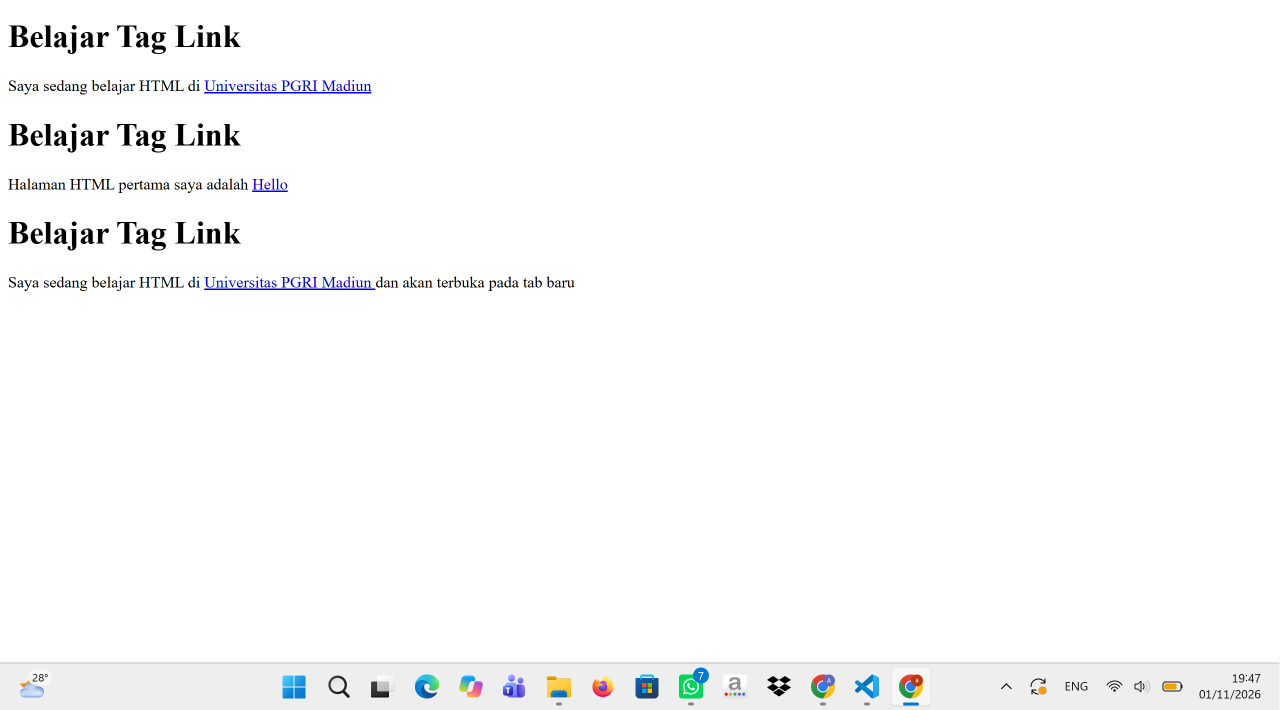 Belajar Tag Link
Saya sedang belajar HTML di Universitas PGRI Madiun
Belajar Tag Link
Halaman HTML pertama saya adalah Hello
Belajar Tag Link
Saya sedang belajar HTML di Universitas PGRI Madiun dan akan terbuka pada tab baru
28°
7
a
A
ENG
19:47
01/11/2026